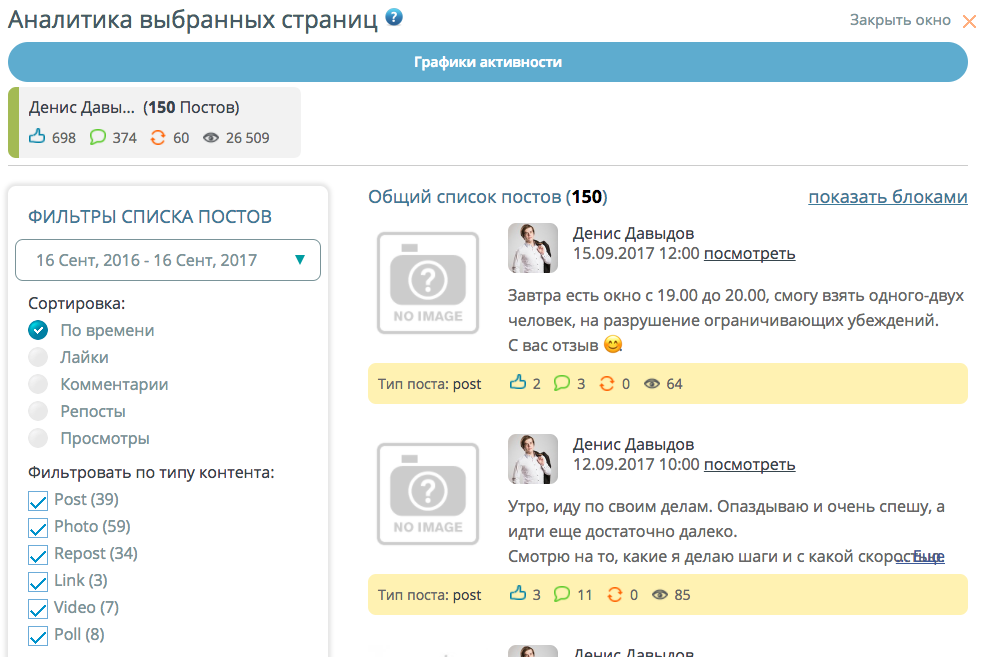 Аналитика выбранных страниц ?
Закрыть окно
Графики активности
Денис Давы... (150 Постов)
698 374 60 26 509
ФИЛЬТРЫ СПИСКА ПОСТОВ
16 Сент, 2016 - 16 Сент, 2017
Сортировка:
По времени
Лайки
Комментарии
Репосты
Просмотры
Фильтровать по типу контента:
Post (39)
Photo (59)
Repost (34)
Link (3)
Video (7)
Poll (8)
Общий список постов (150)
показать блоками
NO IMAGE
Денис Давыдов
15.09.2017 12:00 посмотреть
Завтра есть окно с 19.00 до 20.00, смогу взять одного-двух
человек, на разрушение ограничивающих убеждений.
С вас отзыв
Тип поста: post 2 3 0 64
NO IMAGE
Денис Давыдов
12.09.2017 10:00 посмотреть
Утро, иду по своим делам. Опаздываю и очень спешу, а
идти еще достаточно далеко.
Смотрю на то, какие я делаю шаги и с какой
Тип поста: post 3 11 0 85
Денис Давыдов